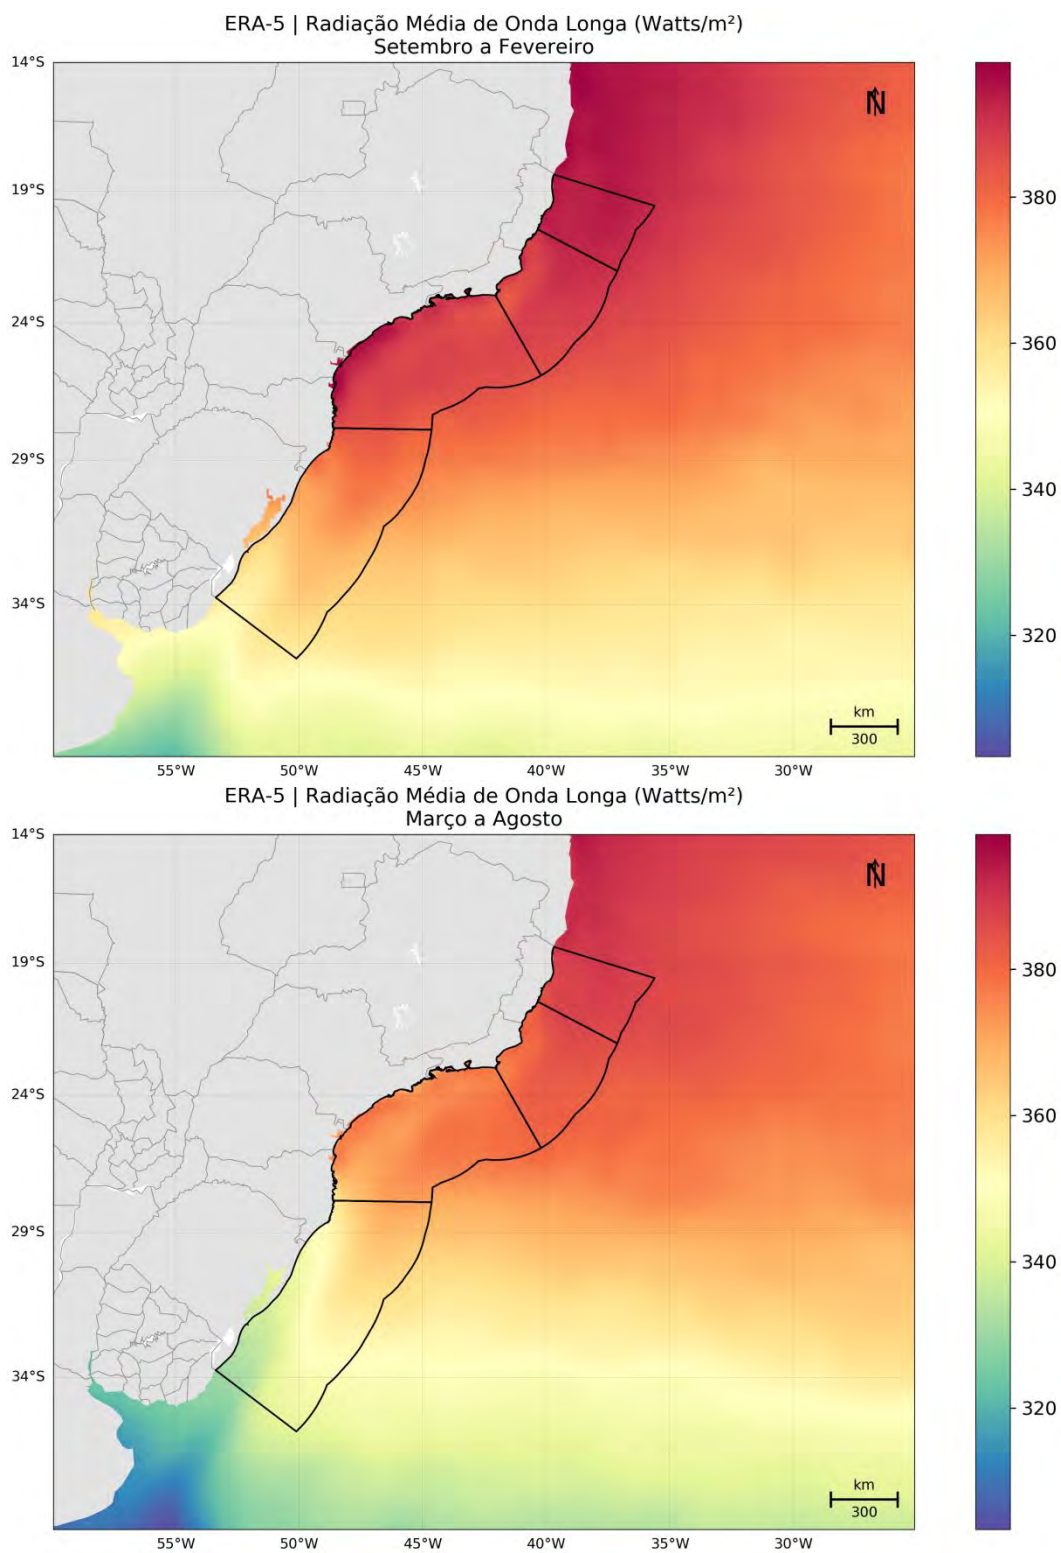 ERA-5 | Radiação Média de Onda Longa (Watts/m²)
Setembro a Fevereiro
14°S
19°S
24°S
29°S
34°S
N
380
360
340
320
km
300
55°W
50°W
45°W
40°W
35°W
30°W
ERA-5 | Radiação Média de Onda Longa (Watts/m²)
Março a Agosto
14°S
19°S
24°S
29°S
34°S
N
380
360
340
320
km
300
55°W
50°W
45°W
40°W
35°W
30°W